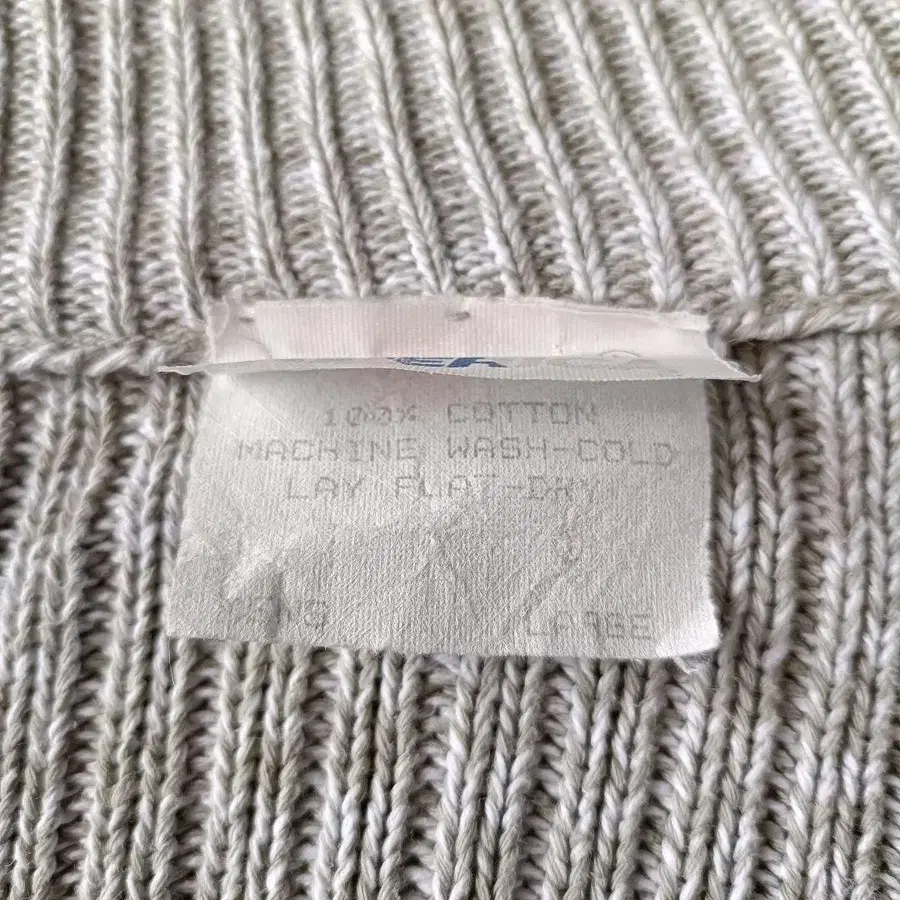 100% COTTON
MACHINE WASH-COLD
LAY FLAT-DRY
LARGE